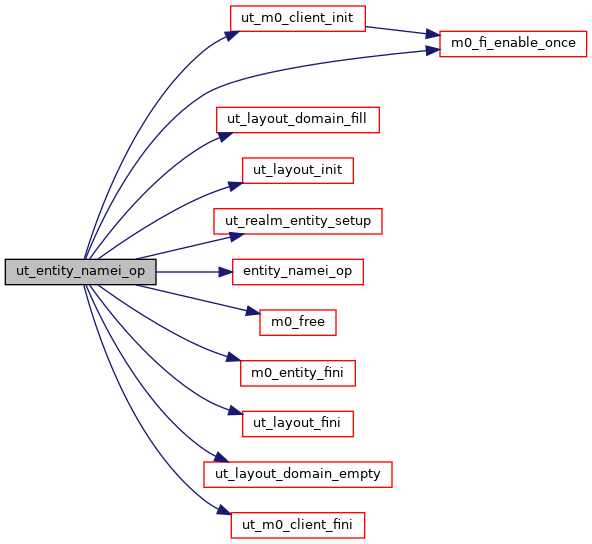 ut_entity_namei_op
ut_m0_client_init
m0_fi_enable_once
ut_layout_domain_fill
ut_layout_init
ut_realm_entity_setup
entity_namei_op
m0_free
m0_entity_fini
ut_layout_fini
ut_layout_domain_empty
ut_m0_client_fini